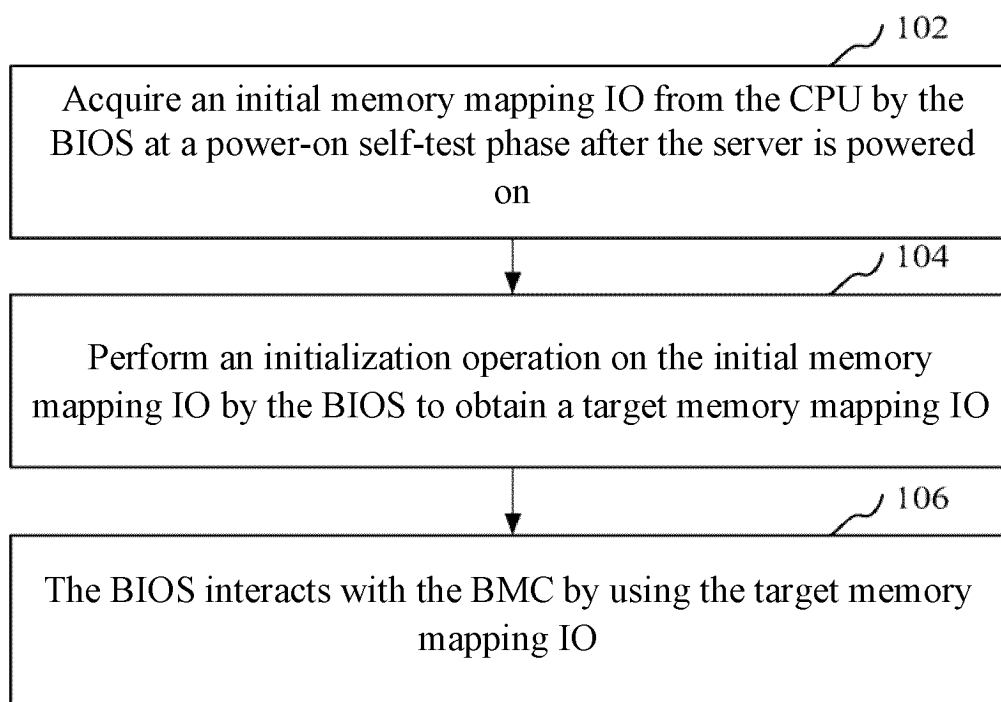 102
Acquire an initial memory mapping IO from the CPU by the
BIOS at a power-on self-test phase after the server is powered
on
104
Perform an initialization operation on the initial memory
mapping IO by the BIOS to obtain a target memory mapping IO
106
The BIOS interacts with the BMC by using the target memory
mapping IO